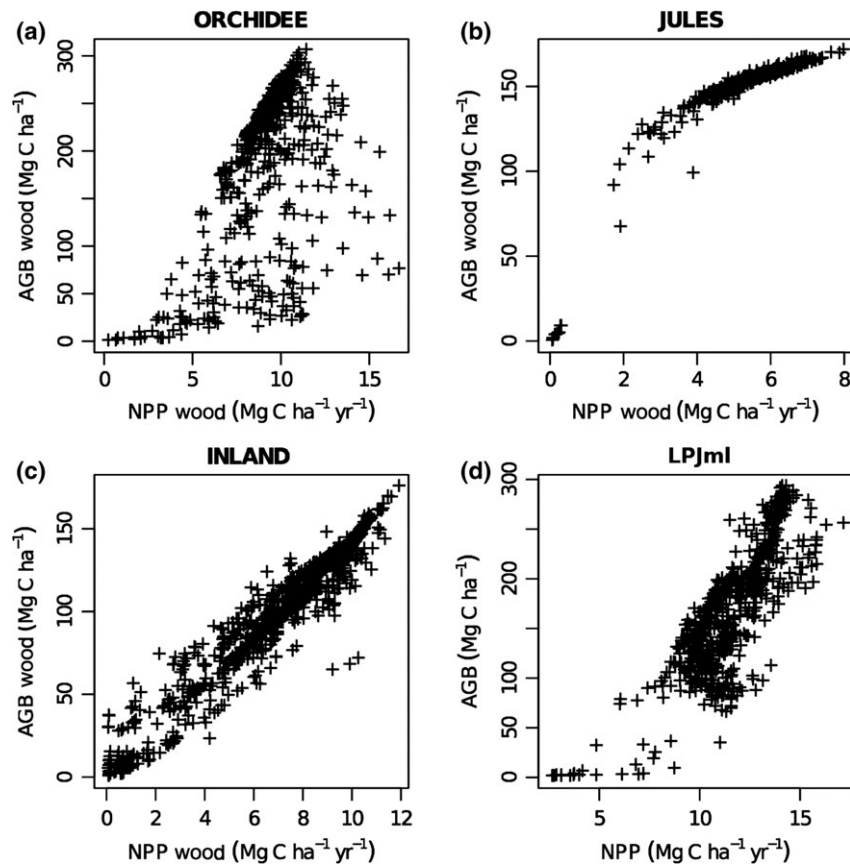 (a) ORCHIDEE
AGB wood (Mg C ha⁻¹)
0 50 100 200 300
0 5 10 15
NPP wood (Mg C ha⁻¹ yr⁻¹)
(b) JULES
AGB wood (Mg C ha⁻¹)
0 50 100 150
0 2 4 6 8
NPP wood (Mg C ha⁻¹ yr⁻¹)
(c) INLAND
AGB wood (Mg C ha⁻¹)
0 50 100 150
0 2 4 6 8 10 12
NPP wood (Mg C ha⁻¹ yr⁻¹)
(d) LPJml
AGB (Mg C ha⁻¹)
0 50 100 200 300
5 10 15
NPP (Mg C ha⁻¹ yr⁻¹)